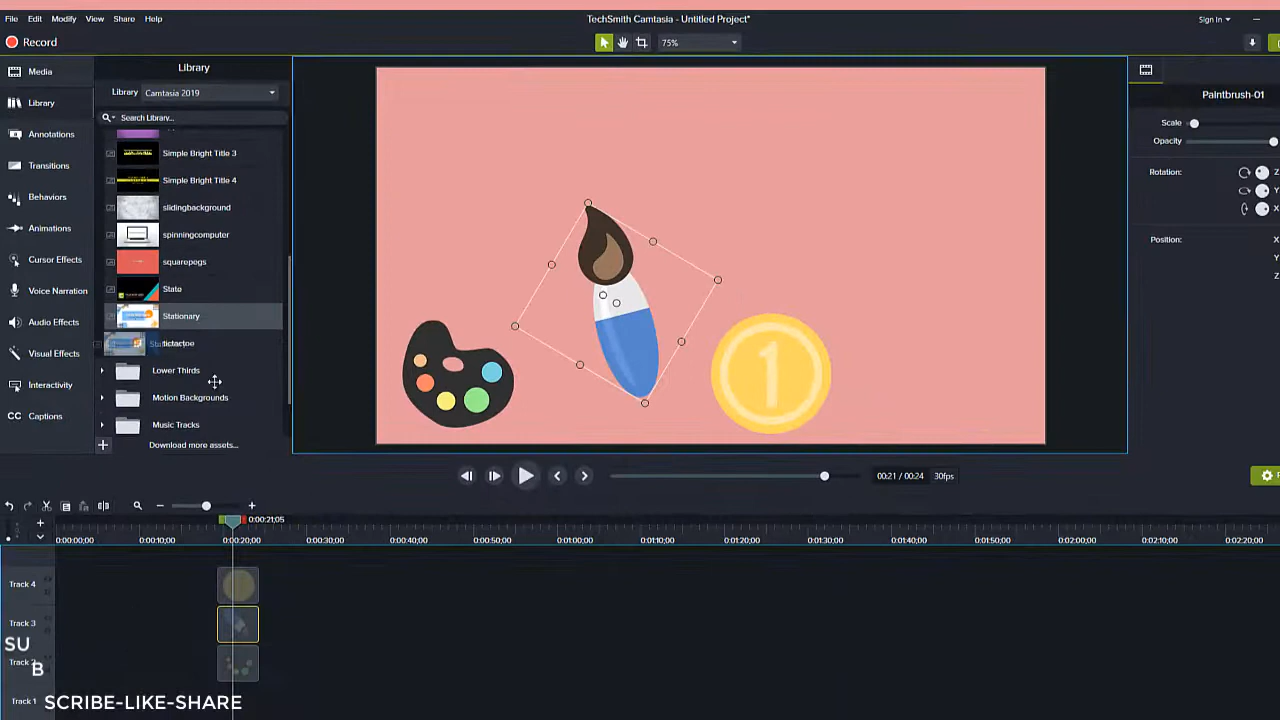 TechSmith Camtasia - Untitled Project*
File Edit Modify View Share Help
Sign In
Record
75%
Media
Library
Annotations
Transitions
Behaviors
Animations
Cursor Effects
Voice Narration
Audio Effects
Visual Effects
Interactivity
Captions
Library
Library Camtasia 2019
Search Library...
Simple Bright Title 3
Simple Bright Title 4
slidingbackground
spinningcomputer
squarepegs
State
Stationary
tictactoe
Lower Thirds
Motion Backgrounds
Music Tracks
Download more assets...
1
Paintbrush-01
Scale
Opacity
Rotation: Z
Y
X
Position: X
Y
Z
00:21 / 00:24 30fps
0:00:21;05
0:00:00;00 0:00:10;00 0:00:20;00 0:00:30;00 0:00:40;00 0:00:50;00 0:01:00;00 0:01:10;00 0:01:20;00 0:01:30;00 0:01:40;00 0:01:50;00 0:02:00;00 0:02:10;00 0:02:20;00
Track 4
Track 3
Track 2
Track 1
SU
B
SCRIBE-LIKE-SHARE